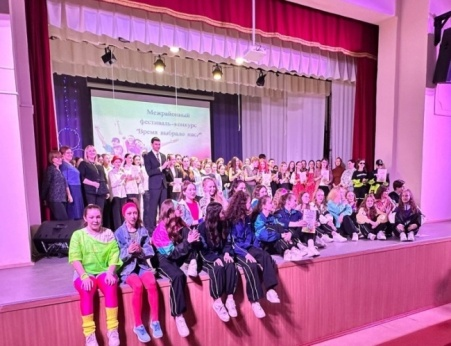 Межрайонный
фестиваль-конкурс
"Время выбрало нас!"